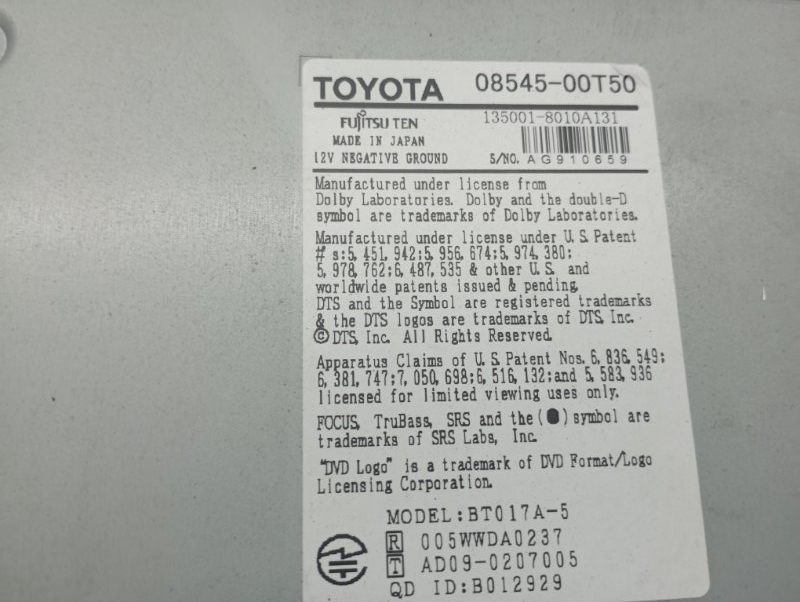 TOYOTA 08545-00T50
FUJITSU TEN 135001-8010A131
MADE IN JAPAN
12V NEGATIVE GROUND S/NO. AG910659
Manufactured under license from
Dolby Laboratories. Dolby and the double-D
symbol are trademarks of Dolby Laboratories.
Manufactured under license under U.S. Patent
# s:5,451,942:5,956,674:5,974,380:
5,978,762:6,487,535 & other U.S. and
worldwide patents issued & pending.
DTS and the Symbol are registered trademarks
& the DTS logos are trademarks of DTS, Inc.
© DTS, Inc. All Rights Reserved.
Apparatus Claims of U.S. Patent Nos. 6,836,549:
6,381,747:7,050,698:6,516,132:and 5,583,936
licensed for limited viewing uses only.
FOCUS, TruBass, SRS and the (●) symbol are
trademarks of SRS Labs, Inc.
"DVD Logo" is a trademark of DVD Format/Logo
Licensing Corporation.
MODEL:BT017A-5
R 005WWDA0237
T AD09-0207005
QD ID:B012929